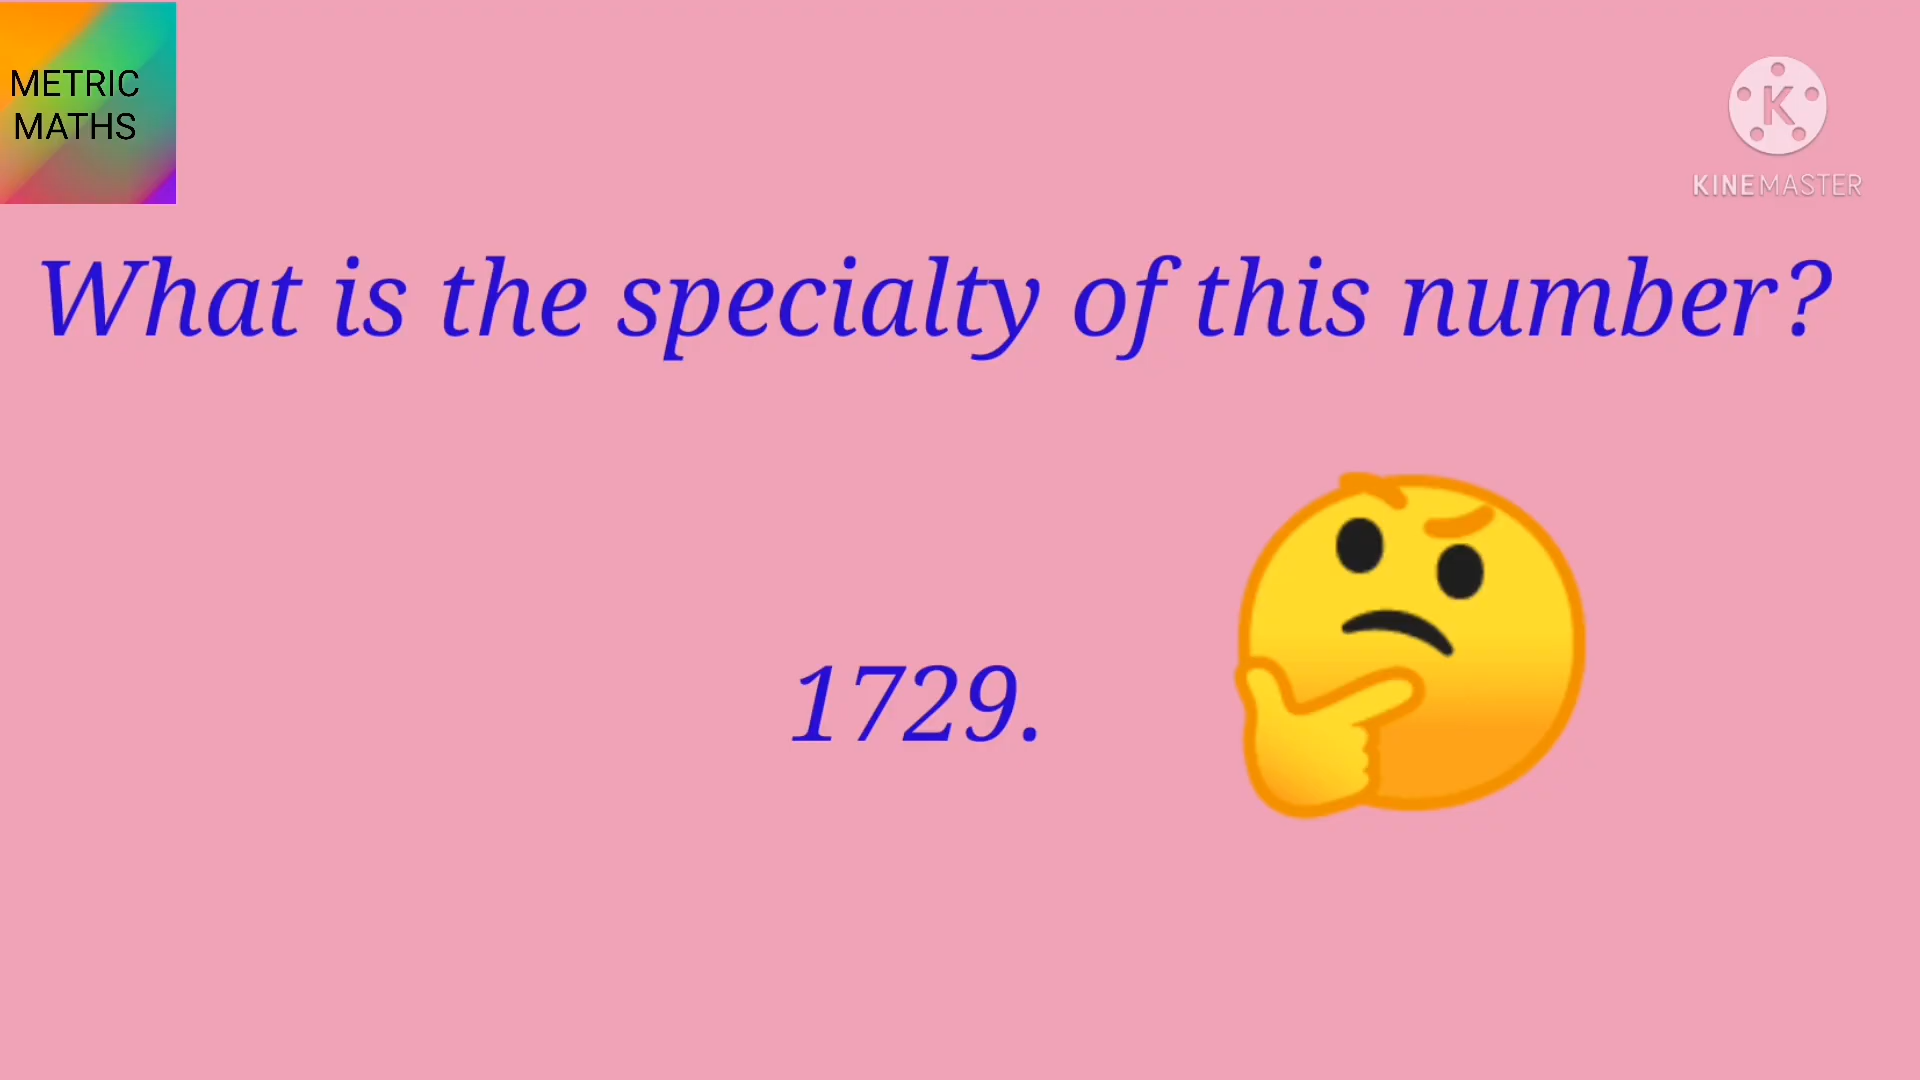 METRIC
MATHS
K
KINEMASTER
What is the specialty of this number?
1729.